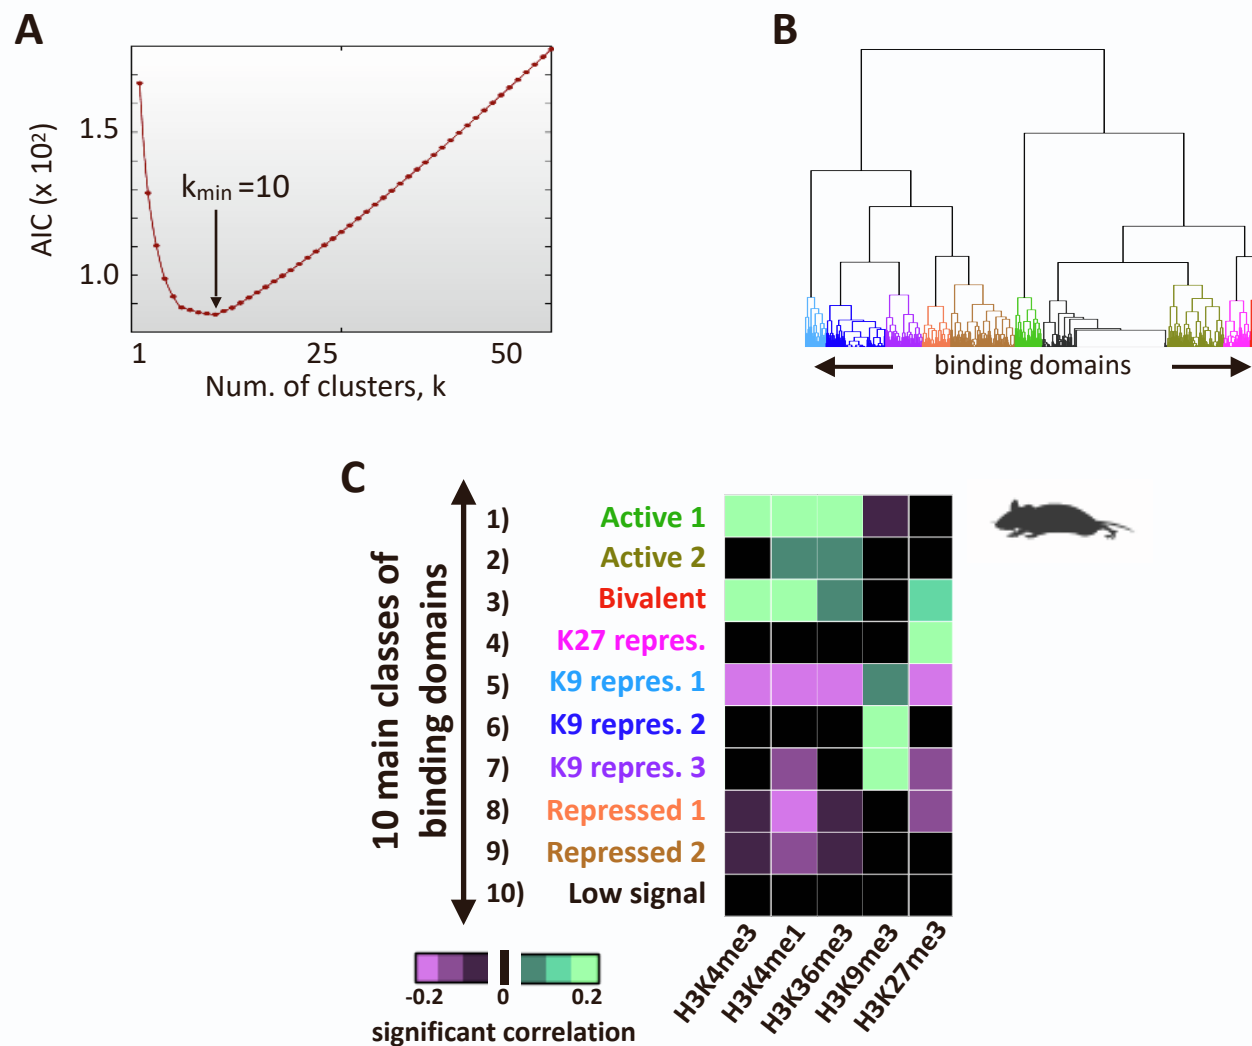 A
AIC (x 10²)
1.5
1.0
kmin =10
1 25 50
Num. of clusters, k
B
binding domains
C
10 main classes of
binding domains
1) Active 1
2) Active 2
3) Bivalent
4) K27 repres.
5) K9 repres. 1
6) K9 repres. 2
7) K9 repres. 3
8) Repressed 1
9) Repressed 2
10) Low signal
H3K4me3
H3K4me1
H3K36me3
H3K9me3
H3K27me3
-0.2 0 0.2
significant correlation